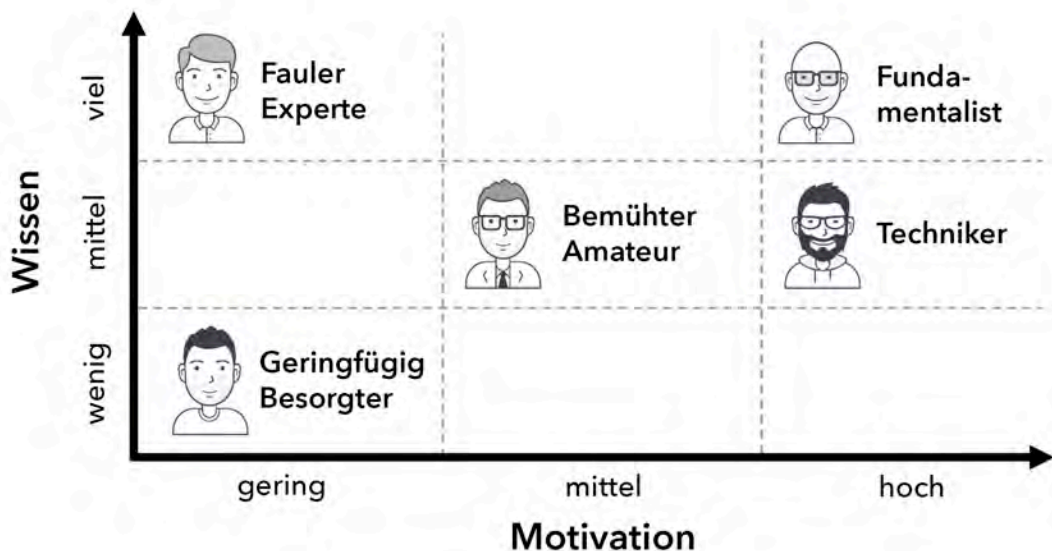 Wissen
viel
mittel
wenig
Fauler
Experte
Funda-
mentalist
Bemühter
Amateur
Techniker
Geringfügig
Besorgter
gering
mittel
hoch
Motivation